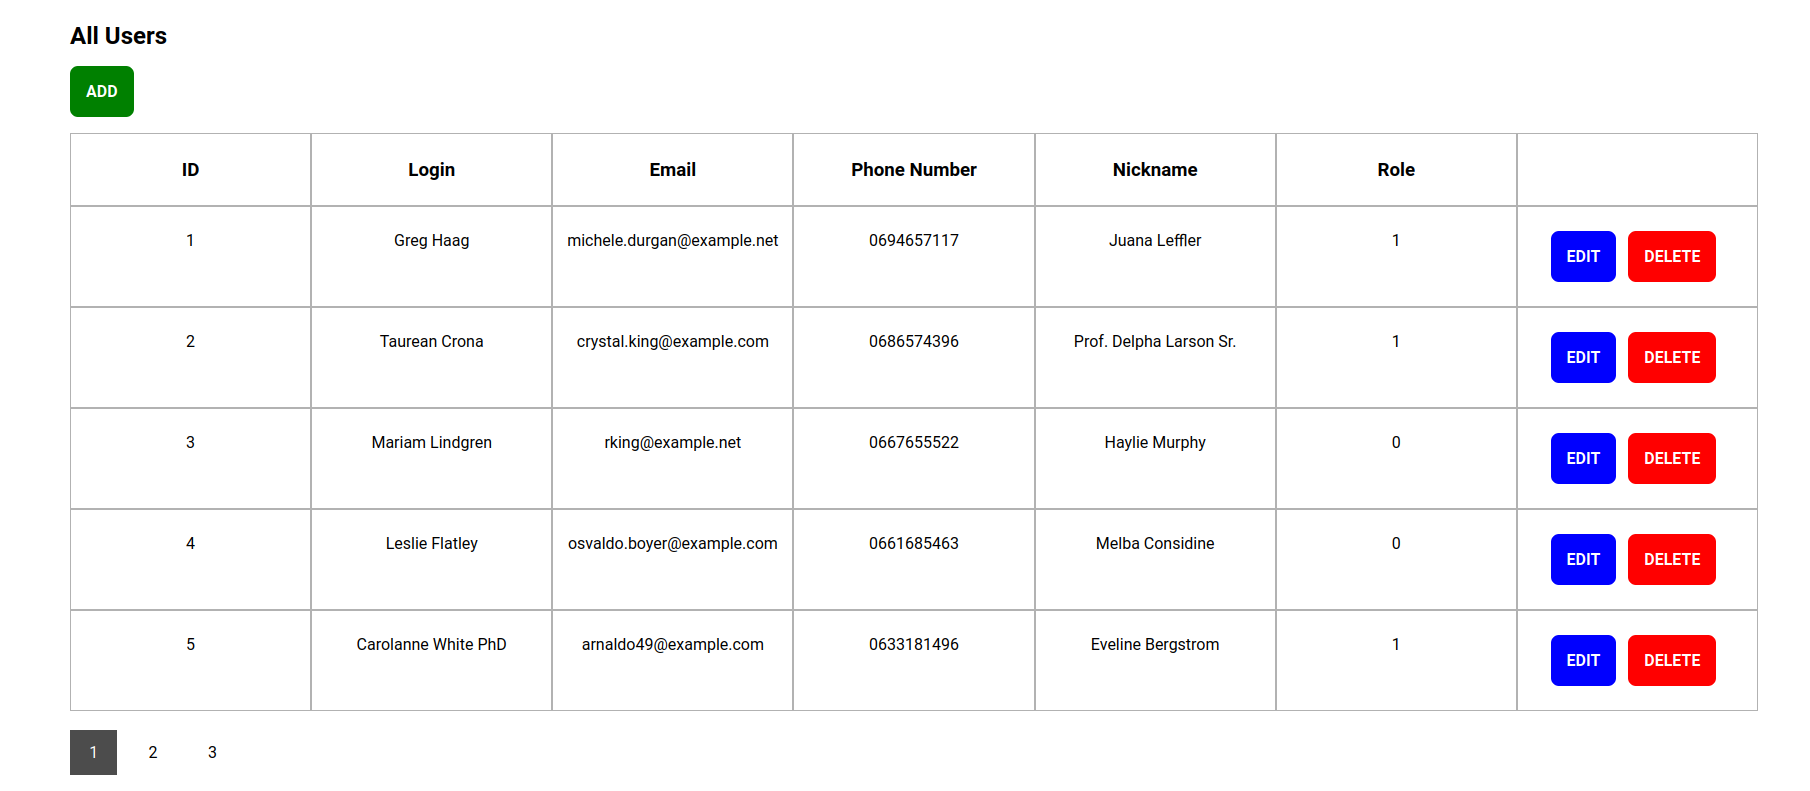 All Users
ADD
ID Login Email Phone Number Nickname Role
1 Greg Haag michele.durgan@example.net 0694657117 Juana Leffler 1 EDIT DELETE
2 Taurean Crona crystal.king@example.com 0686574396 Prof. Delpha Larson Sr. 1 EDIT DELETE
3 Mariam Lindgren rking@example.net 0667655522 Haylie Murphy 0 EDIT DELETE
4 Leslie Flatley osvaldo.boyer@example.com 0661685463 Melba Considine 0 EDIT DELETE
5 Carolanne White PhD arnaldo49@example.com 0633181496 Eveline Bergstrom 1 EDIT DELETE
1 2 3